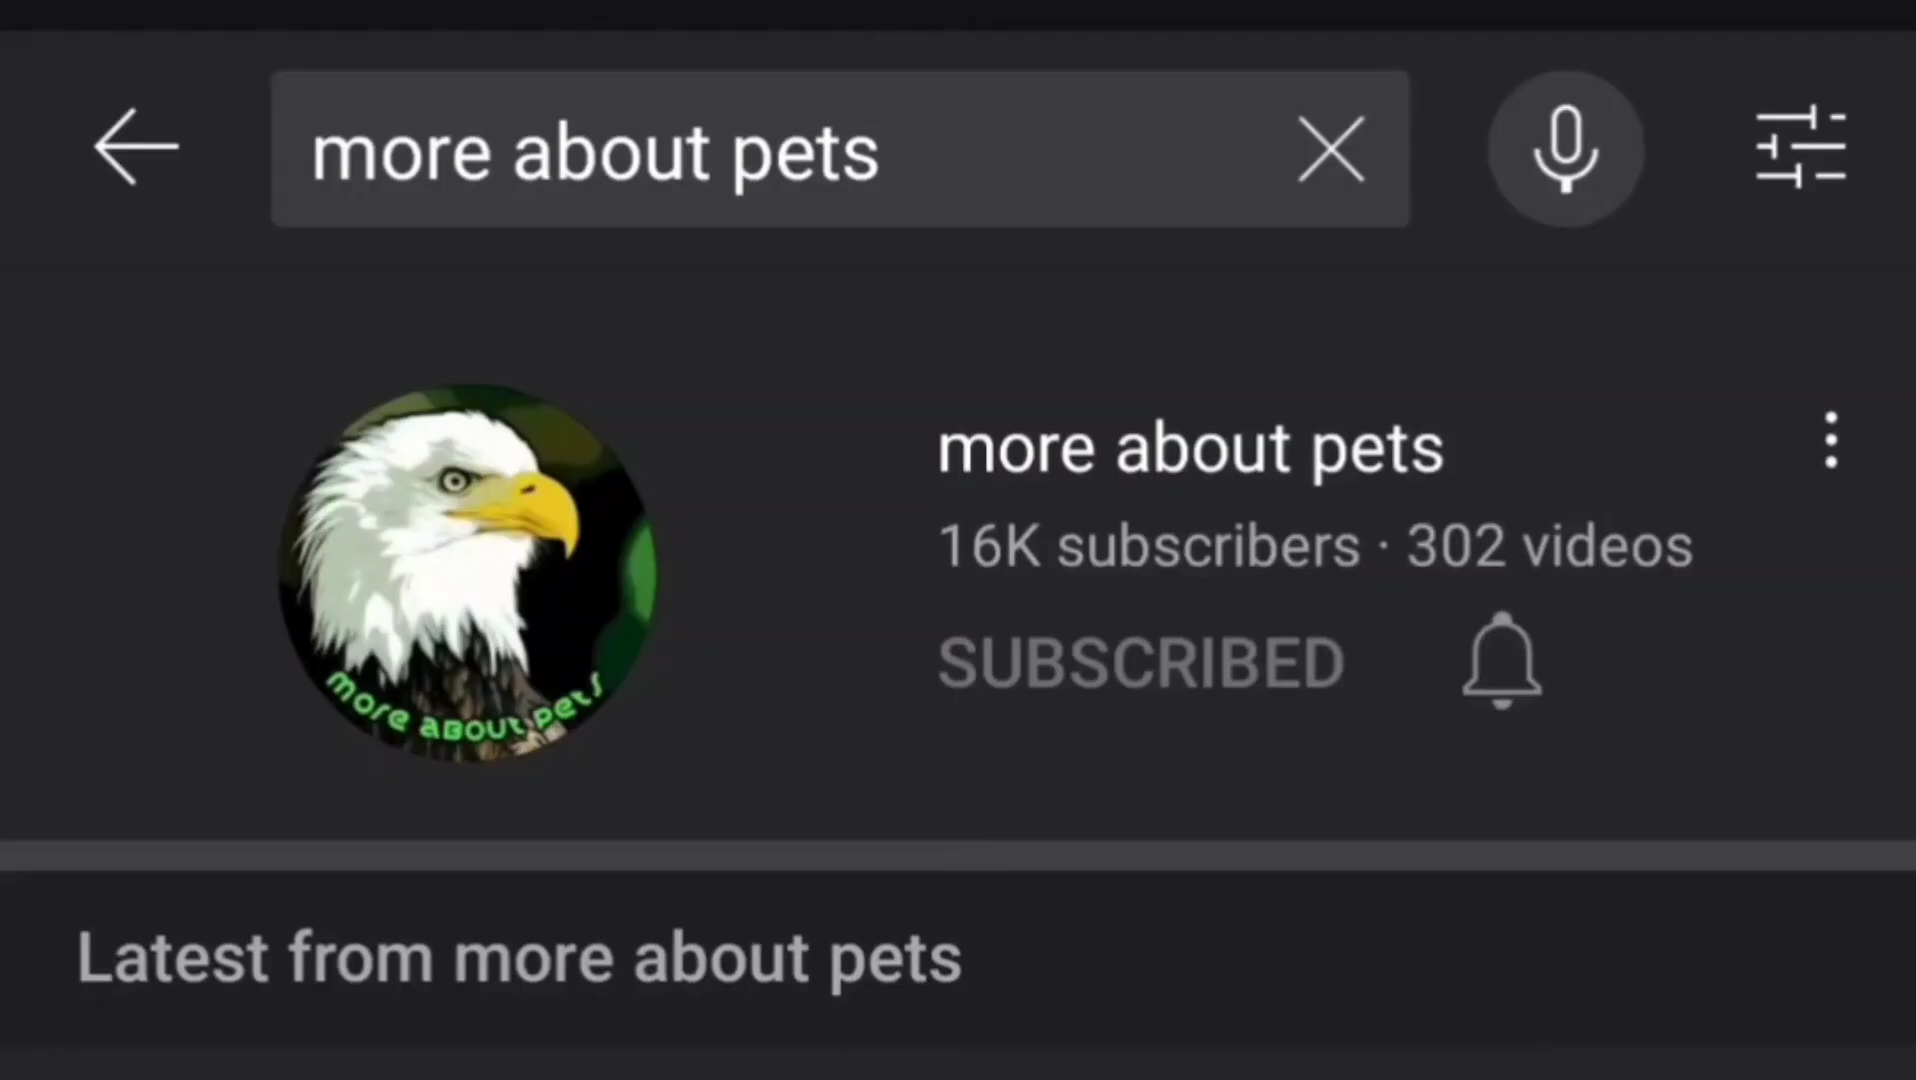 more about pets
more about pets
16K subscribers · 302 videos
SUBSCRIBED
more about pets
Latest from more about pets